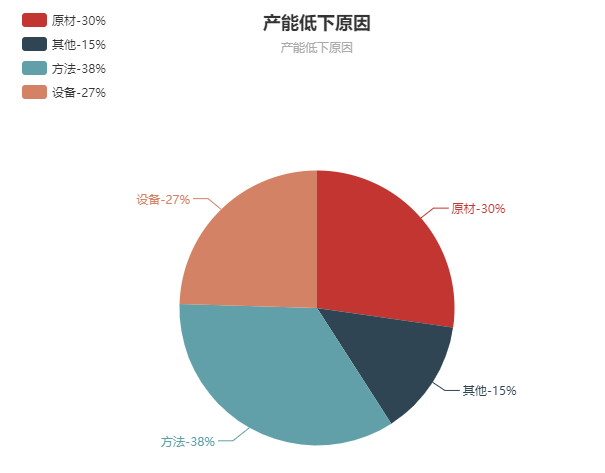 产能低下原因
产能低下原因
原材-30%
其他-15%
方法-38%
设备-27%
设备-27%
原材-30%
其他-15%
方法-38%